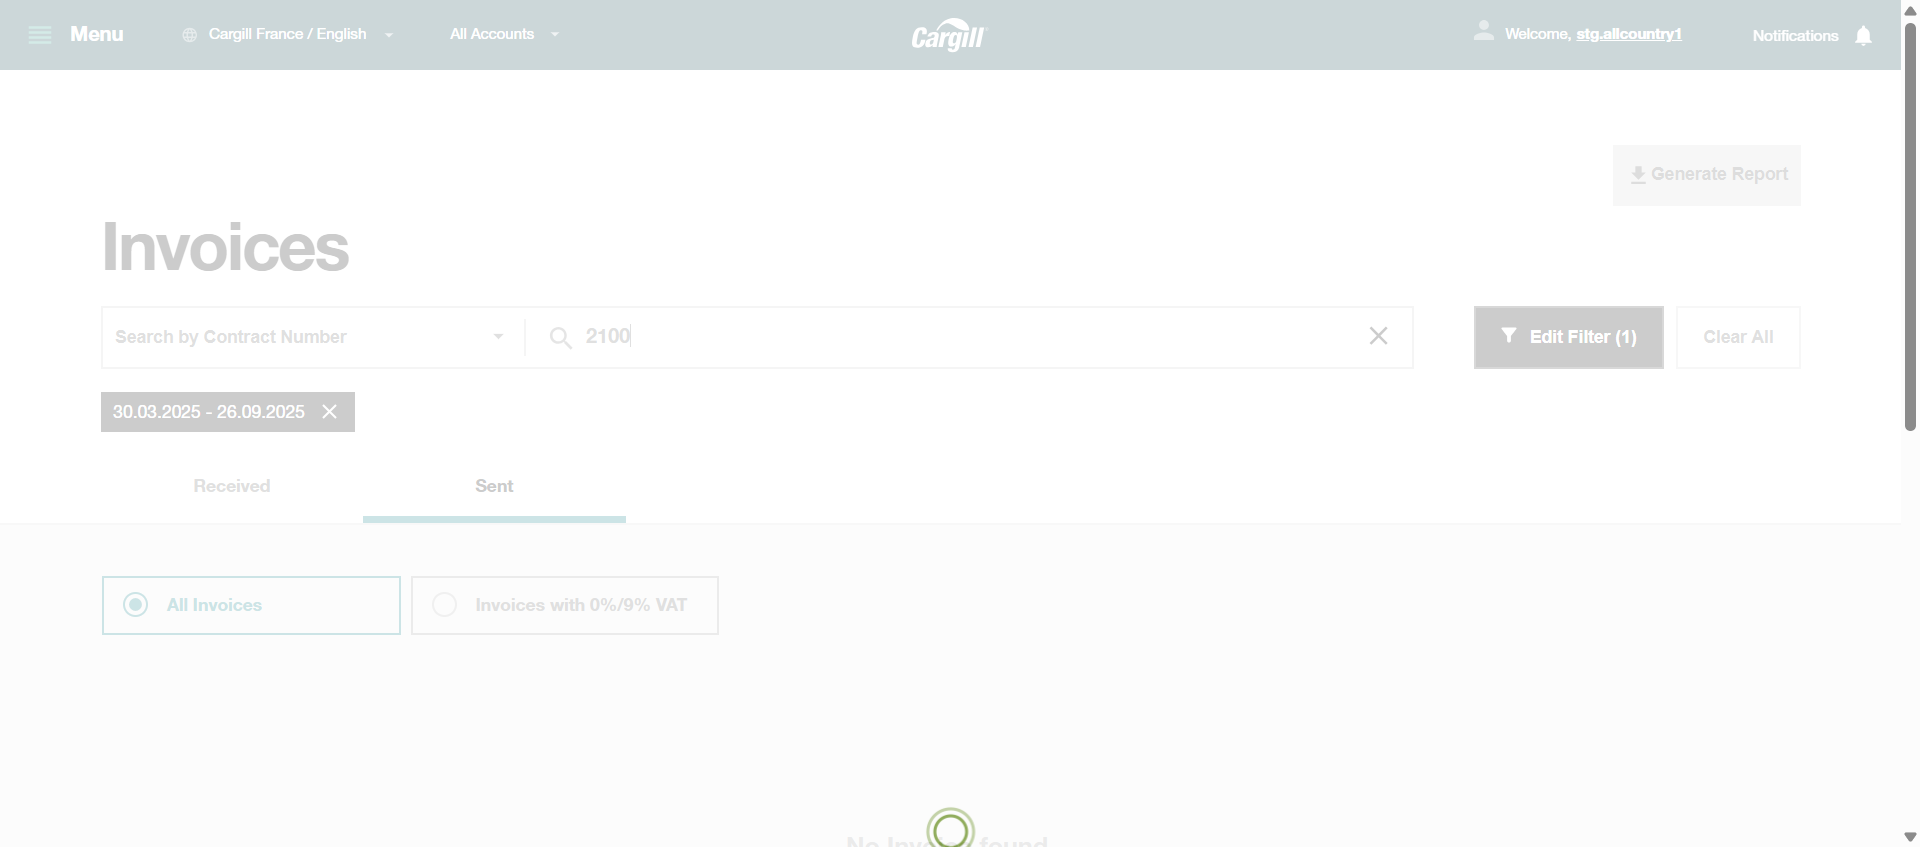 Menu
Cargill France / English
All Accounts
Cargill
Welcome, stg.allcountry1
Notifications
Generate Report
Invoices
Search by Contract Number
2100
Edit Filter (1)
Clear All
30.03.2025 - 26.09.2025
Received
Sent
All Invoices
Invoices with 0%/9% VAT
No found